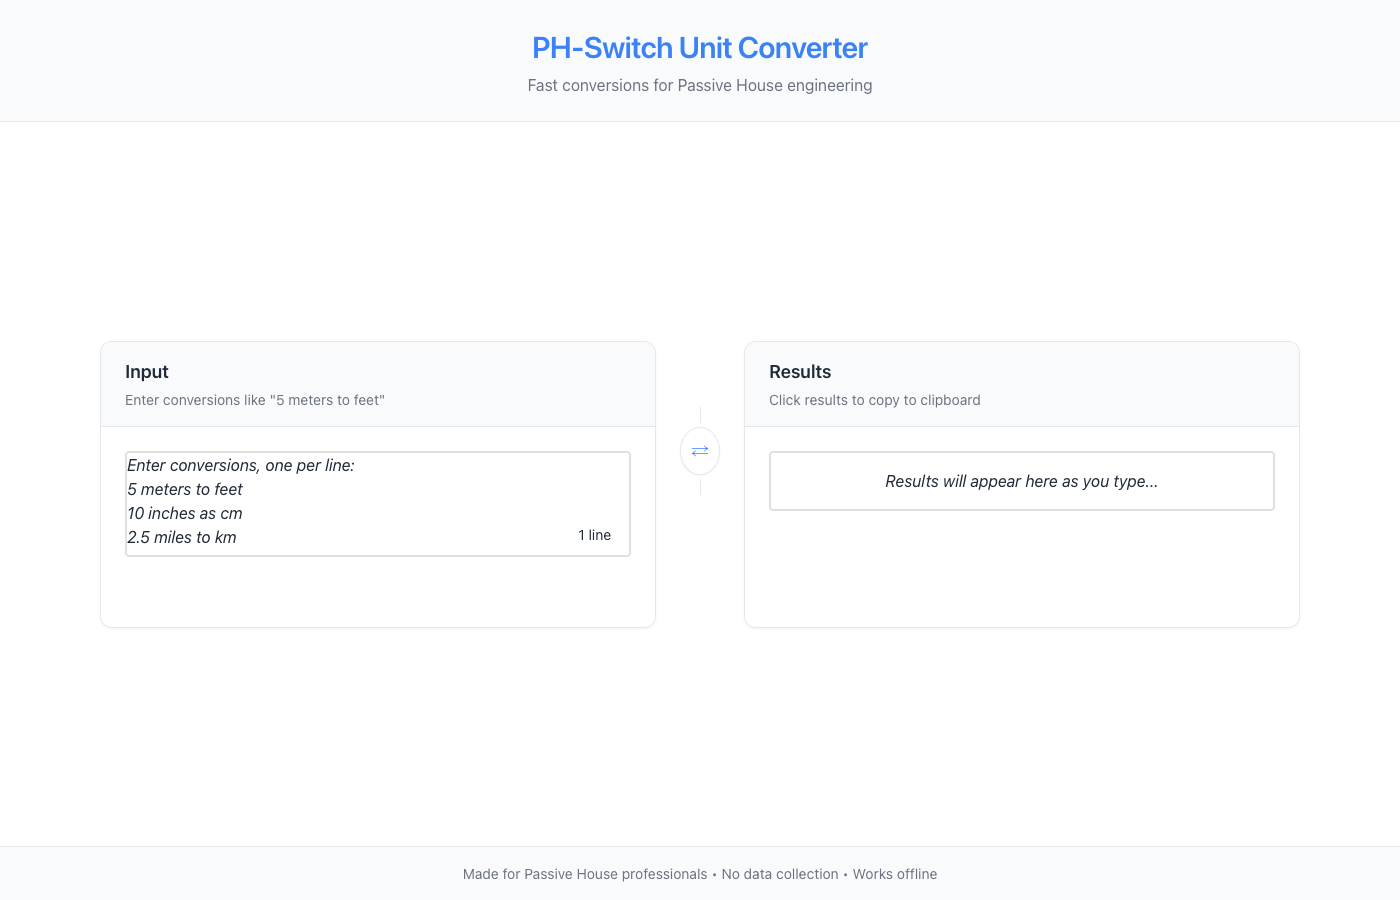 PH-Switch Unit Converter
Fast conversions for Passive House engineering
Input
Enter conversions like "5 meters to feet"
Enter conversions, one per line:
5 meters to feet
10 inches as cm
2.5 miles to km
1 line
⇄
Results
Click results to copy to clipboard
Results will appear here as you type...
Made for Passive House professionals • No data collection • Works offline